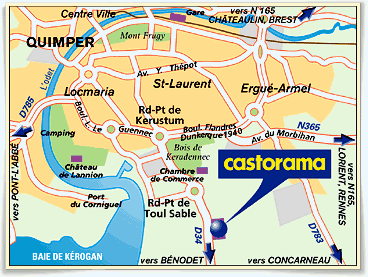 Centre Ville
Gare
vers N 165
CHÂTEAULIN, BREST
QUIMPER
Mont Frugy
Av. Y. Thépot
L'odet
St-Laurent
D785
Locmaria
Ergué-Armel
Rd-Pt de
Kerustum
Boul. L. Le Guennec
Boul. Flandres
Dunkerque 1940
N365
Av. du Morbihan
Camping
Bois de
Keradennec
castorama
vers PONT-L'ABBÉ
Château
de Lannion
Chambre
de Commerce
vers N165,
LORIENT, RENNES
Port
du Corniguel
Rd-Pt de
Toul Sable
D34
D783
BAIE DE KÉROGAN
vers BÉNODET
vers CONCARNEAU